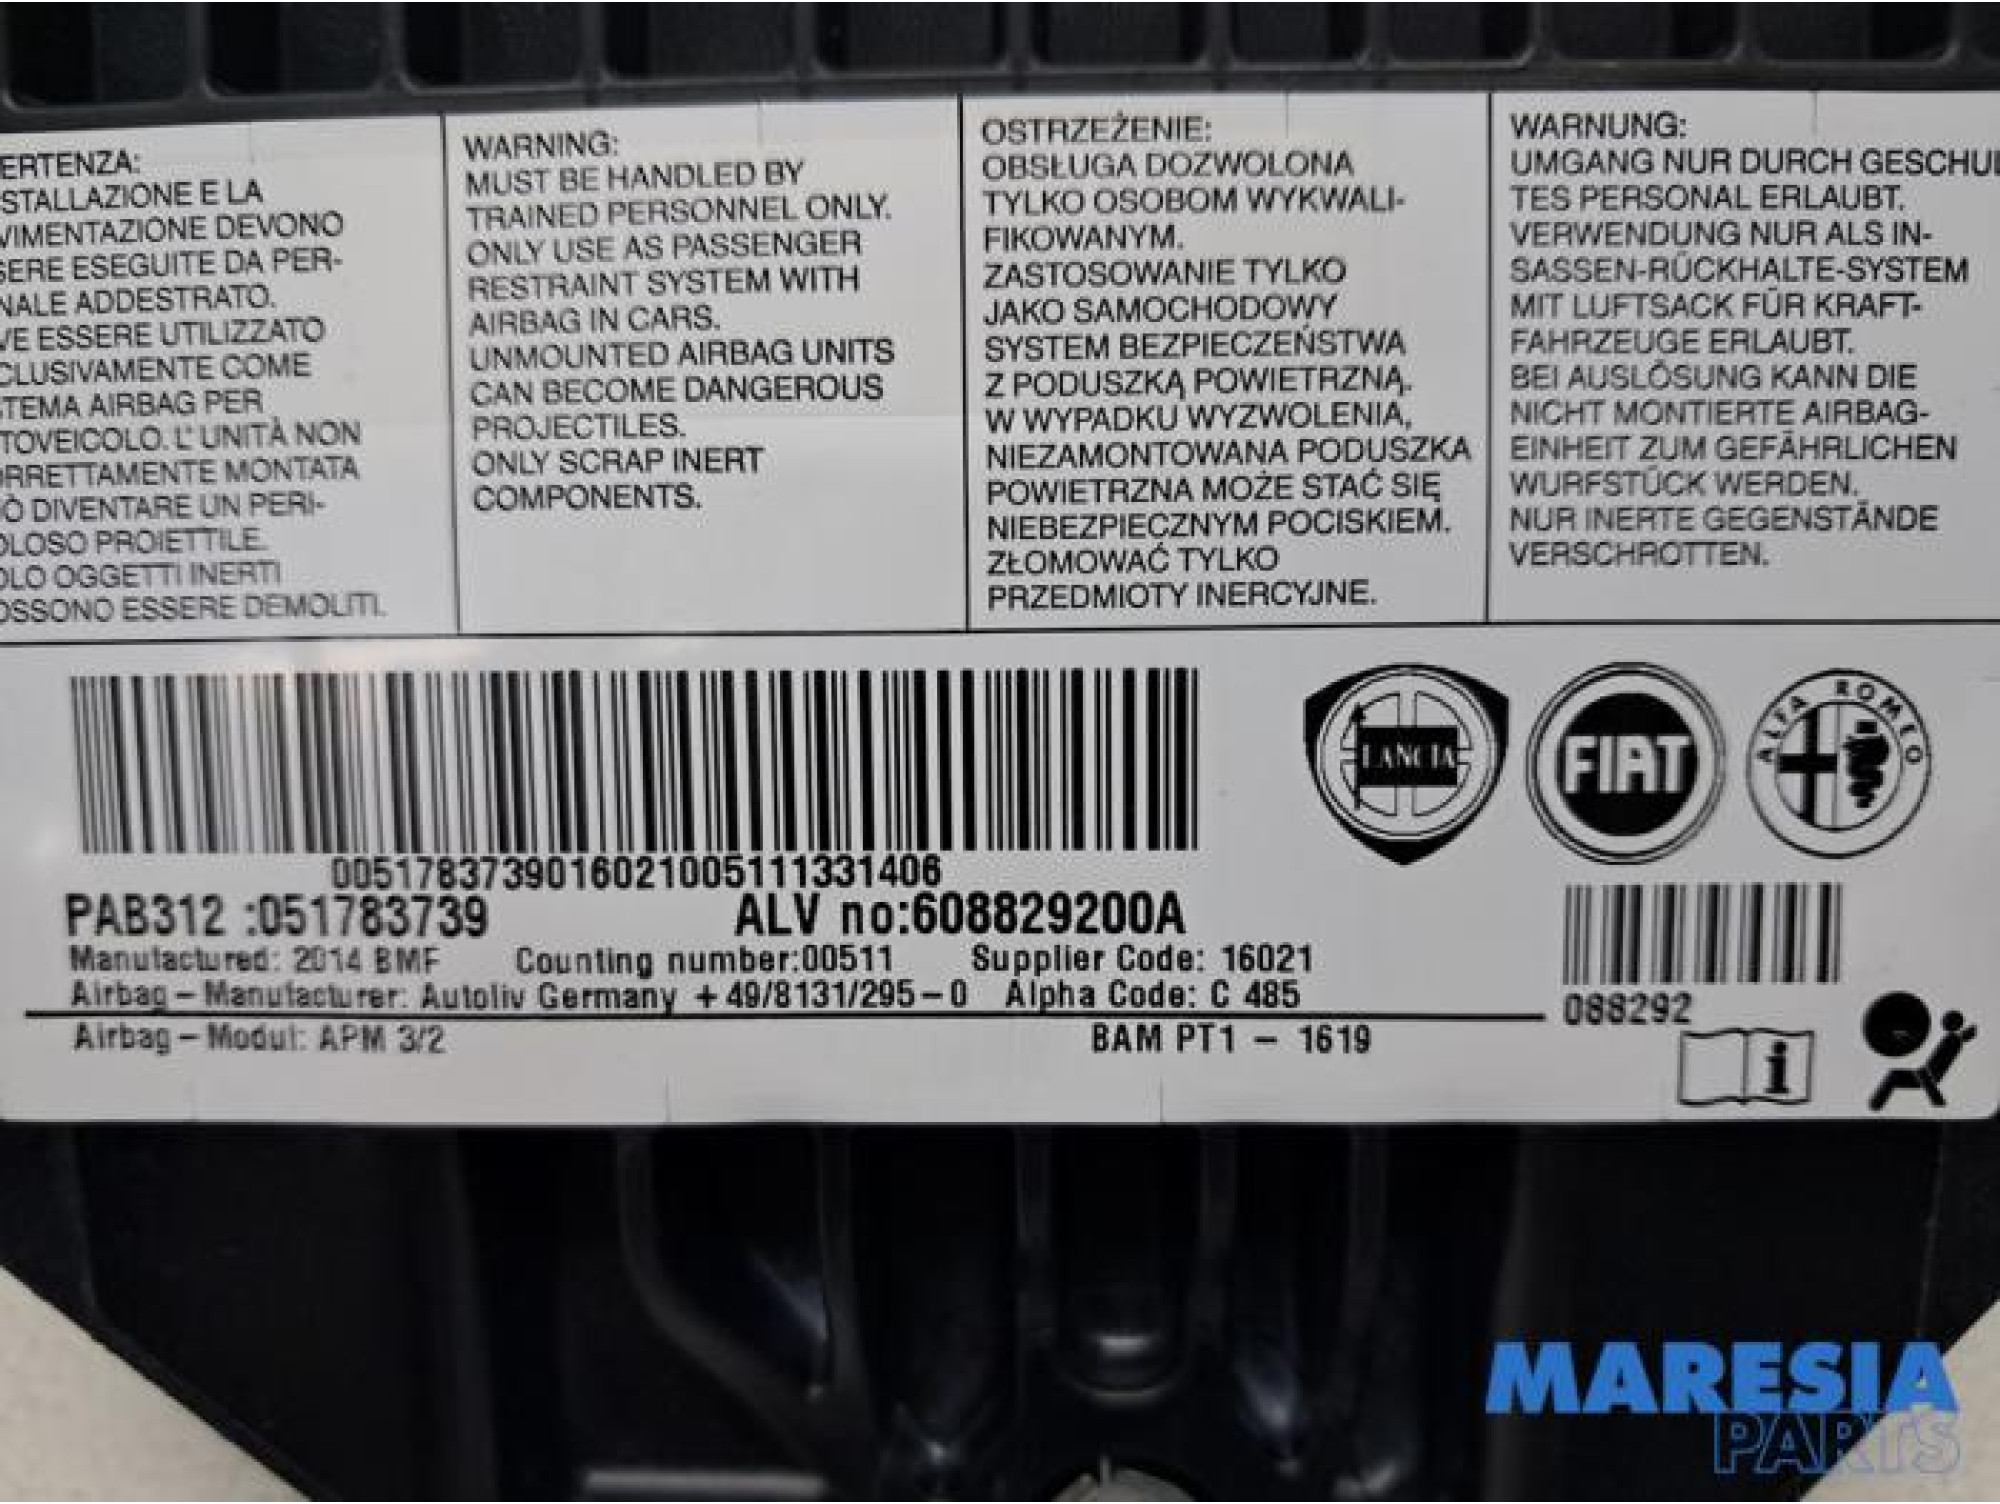 ERTENZA:
STALLAZIONE E LA
VIMENTAZIONE DEVONO
SERE ESEGUITE DA PER-
NALE ADDESTRATO.
VE ESSERE UTILIZZATO
CLUSIVAMENTE COME
STEMA AIRBAG PER
TOVEICOLO. L' UNITÀ NON
ORRETTAMENTE MONTATA
Ò DIVENTARE UN PERI-
OLOSO PROIETTILE.
OLO OGGETTI INERTI
OSSONO ESSERE DEMOLITI.
WARNING:
MUST BE HANDLED BY
TRAINED PERSONNEL ONLY.
ONLY USE AS PASSENGER
RESTRAINT SYSTEM WITH
AIRBAG IN CARS.
UNMOUNTED AIRBAG UNITS
CAN BECOME DANGEROUS
PROJECTILES.
ONLY SCRAP INERT
COMPONENTS.
OSTRZEŻENIE:
OBSŁUGA DOZWOLONA
TYLKO OSOBOM WYKWALI-
FIKOWANYM.
ZASTOSOWANIE TYLKO
JAKO SAMOCHODOWY
SYSTEM BEZPIECZEŃSTWA
Z PODUSZKĄ POWIETRZNĄ.
W WYPADKU WYZWOLENIA,
NIEZAMONTOWANA PODUSZKA
POWIETRZNA MOŻE STAĆ SIĘ
NIEBEZPIECZNYM POCISKIEM.
ZŁOMOWAĆ TYLKO
PRZEDMIOTY INERCYJNE.
WARNUNG:
UMGANG NUR DURCH GESCHUL
TES PERSONAL ERLAUBT.
VERWENDUNG NUR ALS IN-
SASSEN-RÜCKHALTE-SYSTEM
MIT LUFTSACK FÜR KRAFT-
FAHRZEUGE ERLAUBT.
BEI AUSLÖSUNG KANN DIE
NICHT MONTIERTE AIRBAG-
EINHEIT ZUM GEFÄHRLICHEN
WURFSTÜCK WERDEN.
NUR INERTE GEGENSTÄNDE
VERSCHROTTEN.
LANCIA
FIAT
ALFA ROMEO
00517837390160210051113​31406
PAB312 :051783739 ALV no:608829200A
Manufactured: 2014 BMF Counting number:00511 Supplier Code: 16021
Airbag - Manufacturer: Autoliv Germany +49/8131/295-0 Alpha Code: C 485
088292
Airbag - Modul: APM 3/2 BAM PT1 - 1619
i
MARESIA
PARTS